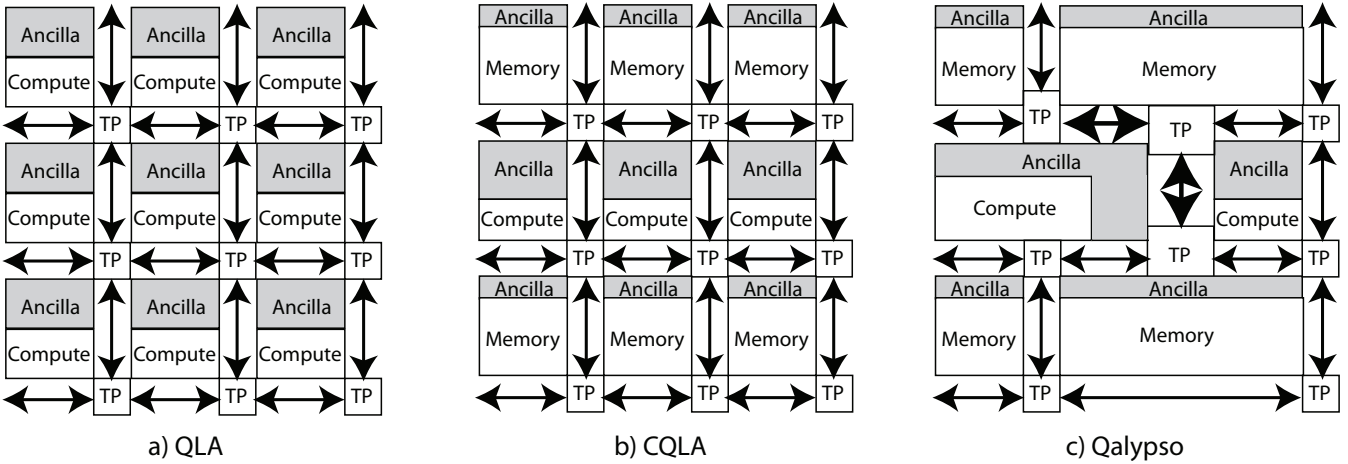 Ancilla Ancilla Ancilla
Compute Compute Compute
TP TP TP
Ancilla Ancilla Ancilla
Compute Compute Compute
TP TP TP
Ancilla Ancilla Ancilla
Compute Compute Compute
TP TP TP
a) QLA
Ancilla Ancilla Ancilla
Memory Memory Memory
TP TP TP
Ancilla Ancilla Ancilla
Compute Compute Compute
TP TP TP
Ancilla Ancilla Ancilla
Memory Memory Memory
TP TP TP
b) CQLA
Ancilla Ancilla
Memory Memory
TP TP TP
Ancilla Ancilla
Compute Compute
TP TP TP
Ancilla Ancilla
Memory Memory
TP TP
c) Qalypso